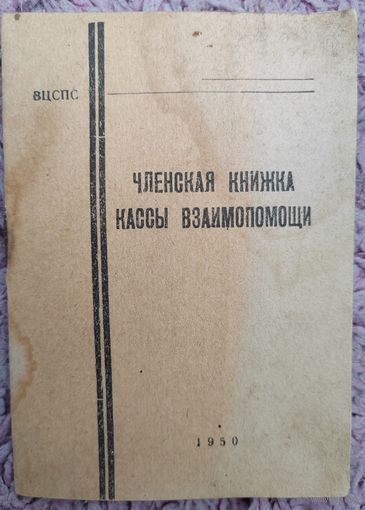 ВЦСПС
ЧЛЕНСКАЯ КНИЖКА
КАССЫ ВЗАИМОПОМОЩИ
1950